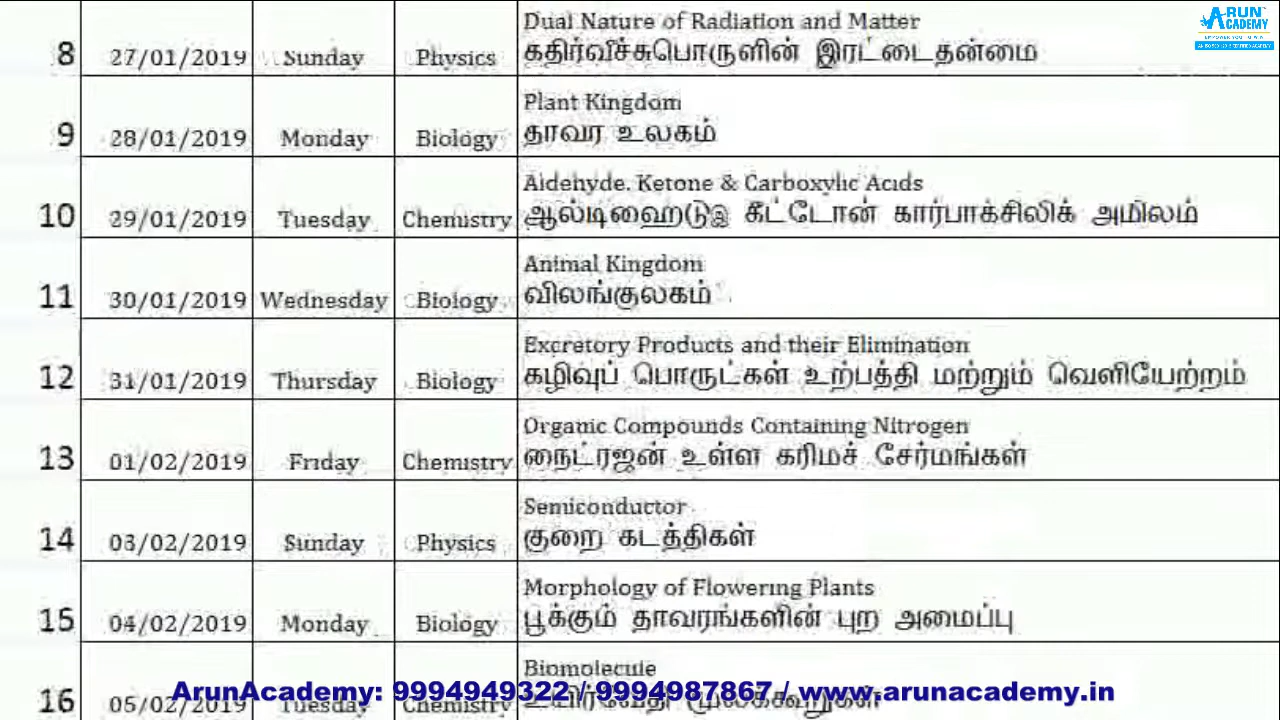 Dual Nature of Radiation and Matter
8 27/01/2019 Sunday Physics கதிர்வீச்சுபொருளின் இரட்டைதன்மை
Plant Kingdom
9 28/01/2019 Monday Biology தாவர உலகம்
Aldehyde, Ketone & Carboxylic Acids
10 29/01/2019 Tuesday Chemistry ஆல்டிஹைடுஇ கீட்டோன் கார்பாக்சிலிக் அமிலம்
Animal Kingdom
11 30/01/2019 Wednesday Biology விலங்குலகம்
Excretory Products and their Elimination
12 31/01/2019 Thursday Biology கழிவுப் பொருட்கள் உற்பத்தி மற்றும் வெளியேற்றம்
Organic Compounds Containing Nitrogen
13 01/02/2019 Friday Chemistry நைட்ரஜன் உள்ள கரிமச் சேர்மங்கள்
Semiconductor
14 03/02/2019 Sunday Physics குறை கடத்திகள்
Morphology of Flowering Plants
15 04/02/2019 Monday Biology பூக்கும் தாவரங்களின் புற அமைப்பு
Biomolecule
16 05/02/2019 Tuesday Chemistry
ArunAcademy: 9994949322 / 9994987867 / www.arunacademy.in
ARUN
ACADEMY